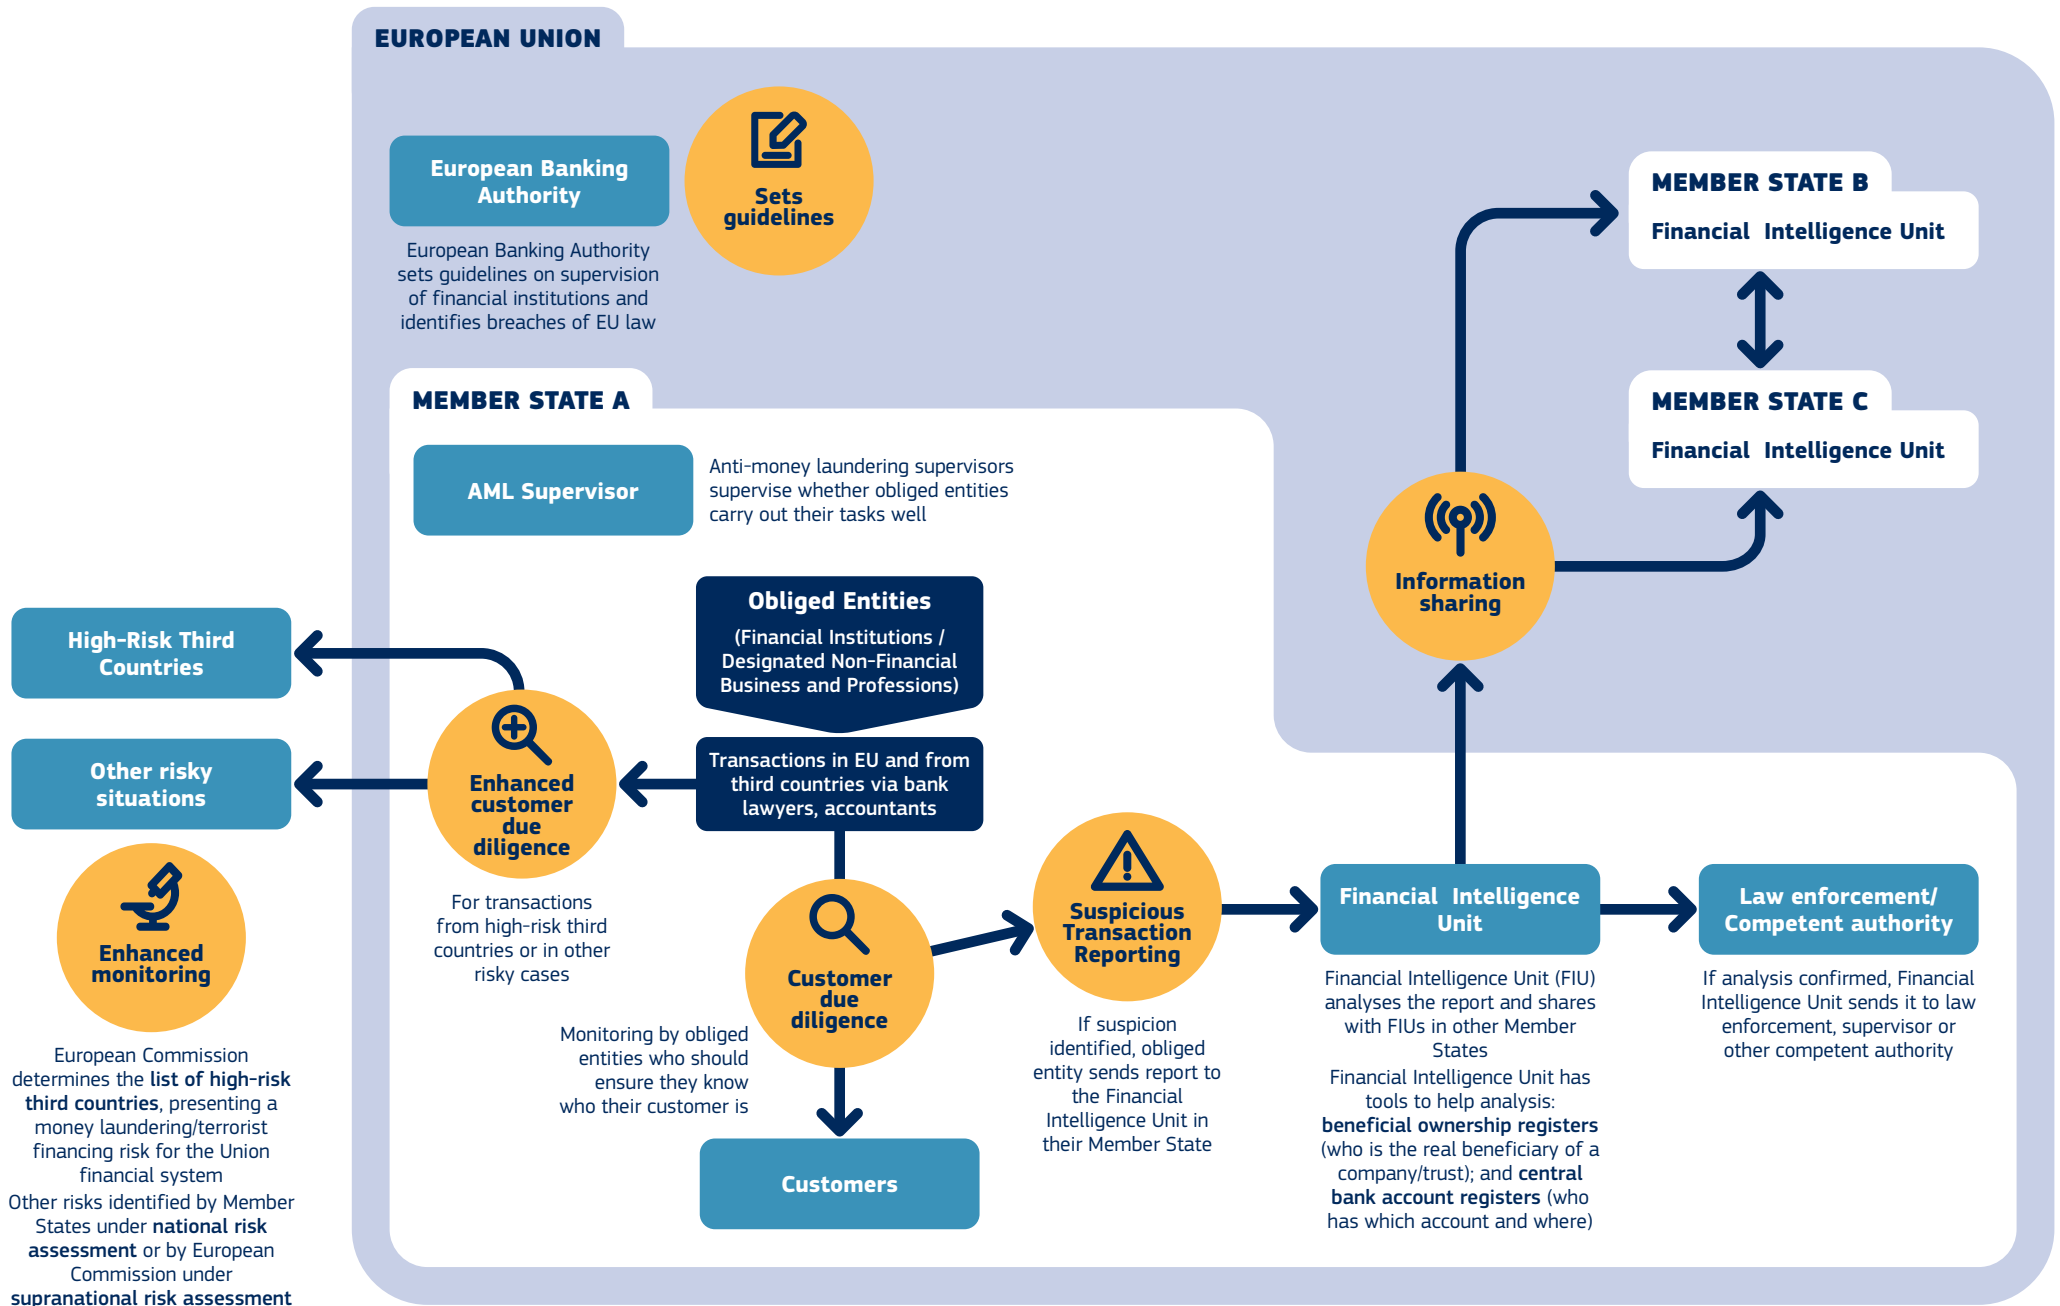 EUROPEAN UNION
European Banking
Authority
Sets
guidelines
European Banking Authority
sets guidelines on supervision
of financial institutions and
identifies breaches of EU law
MEMBER STATE B
Financial Intelligence Unit
MEMBER STATE C
Financial Intelligence Unit
Information
sharing
MEMBER STATE A
AML Supervisor
Anti-money laundering supervisors
supervise whether obliged entities
carry out their tasks well
Obliged Entities
(Financial Institutions /
Designated Non-Financial
Business and Professions)
Transactions in EU and from
third countries via bank
lawyers, accountants
High-Risk Third
Countries
Other risky
situations
Enhanced
customer
due
diligence
For transactions
from high-risk third
countries or in other
risky cases
Enhanced
monitoring
European Commission
determines the list of high-risk
third countries, presenting a
money laundering/terrorist
financing risk for the Union
financial system
Other risks identified by Member
States under national risk
assessment or by European
Commission under
supranational risk assessment
Customer
due
diligence
Monitoring by obliged
entities who should
ensure they know
who their customer is
Customers
Suspicious
Transaction
Reporting
If suspicion
identified, obliged
entity sends report to
the Financial
Intelligence Unit in
their Member State
Financial Intelligence
Unit
Financial Intelligence Unit (FIU)
analyses the report and shares
with FIUs in other Member
States
Financial Intelligence Unit has
tools to help analysis:
beneficial ownership registers
(who is the real beneficiary of a
company/trust); and central
bank account registers (who
has which account and where)
Law enforcement/
Competent authority
If analysis confirmed, Financial
Intelligence Unit sends it to law
enforcement, supervisor or
other competent authority